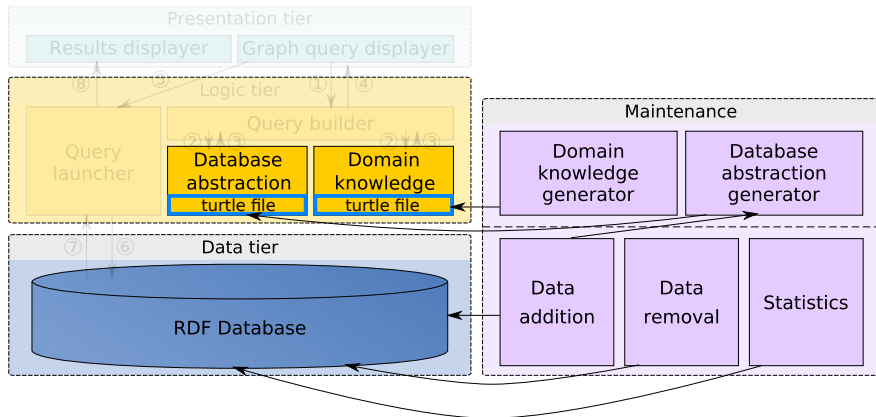 Presentation tier
Results displayer
Graph query displayer
⑧
⑤
①
④
Logic tier
Query builder
②
③
②
③
Query
launcher
Database
abstraction
turtle file
Domain
knowledge
turtle file
Maintenance
Domain
knowledge
generator
Database
abstraction
generator
⑦
⑥
Data tier
RDF Database
Data
addition
Data
removal
Statistics